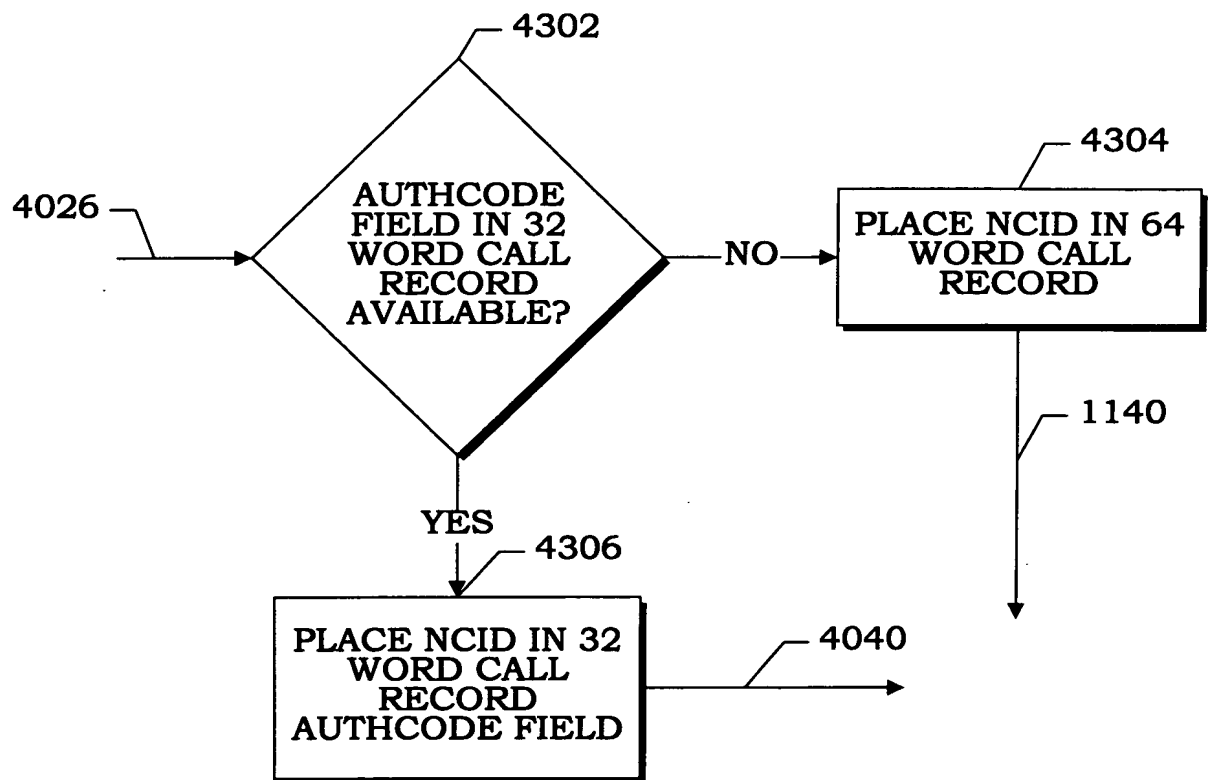 4302
4304
4026
AUTHCODE
FIELD IN 32
WORD CALL
RECORD
AVAILABLE?
NO
PLACE NCID IN 64
WORD CALL
RECORD
1140
YES
4306
PLACE NCID IN 32
WORD CALL
RECORD
AUTHCODE FIELD
4040